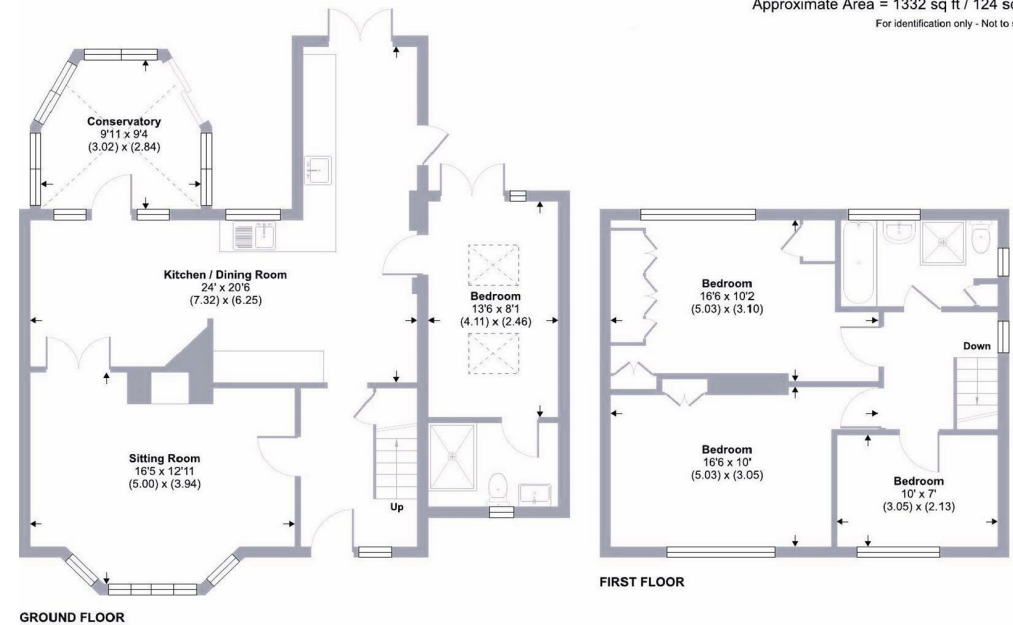 Approximate Area = 1332 sq ft / 124 sq
For identification only - Not to
Conservatory
9'11 x 9'4
(3.02) x (2.84)
Kitchen / Dining Room
24' x 20'6
(7.32) x (6.25)
Bedroom
13'6 x 8'1
(4.11) x (2.46)
Sitting Room
16'5 x 12'11
(5.00) x (3.94)
Up
GROUND FLOOR
Bedroom
16'6 x 10'2
(5.03) x (3.10)
Down
Bedroom
16'6 x 10'
(5.03) x (3.05)
Bedroom
10' x 7'
(3.05) x (2.13)
FIRST FLOOR